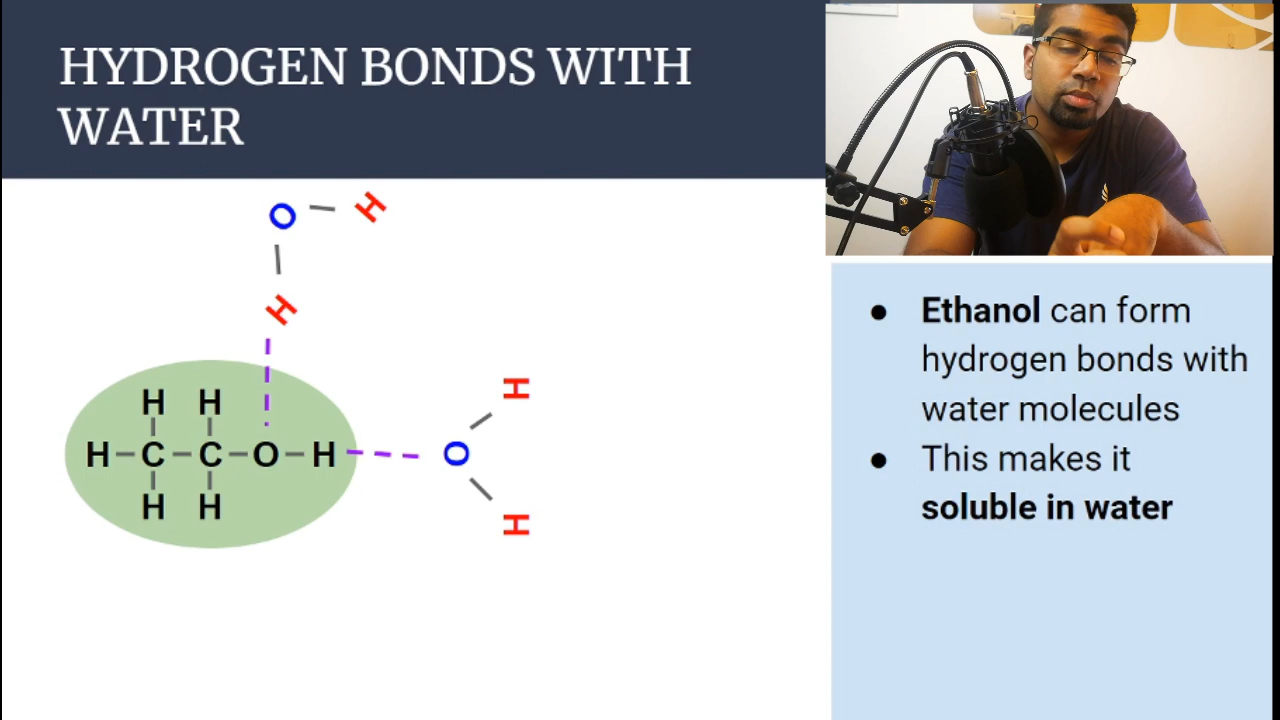 HYDROGEN BONDS WITH
WATER
O H
H
H H
H
H C C O H O
H H
H
● Ethanol can form
hydrogen bonds with
water molecules
● This makes it
soluble in water